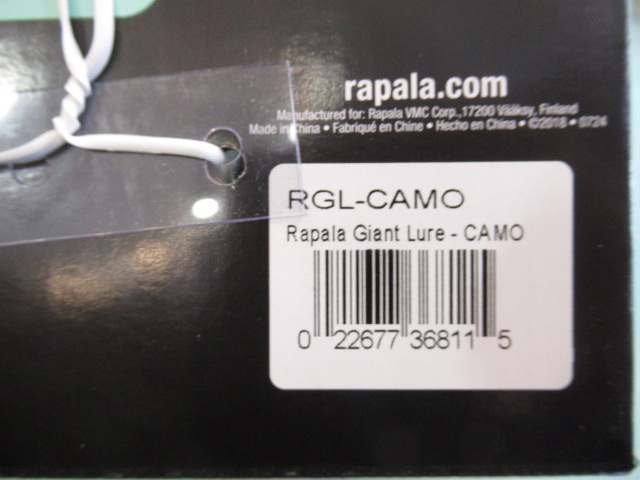 rapala.com
Manufactured for: Rapala VMC Corp.,17200 Vääksy, Finland
Made in China • Fabriqué en Chine • Hecho en China • ©2018 • 0724
RGL-CAMO
Rapala Giant Lure - CAMO
0 22677 36811 5